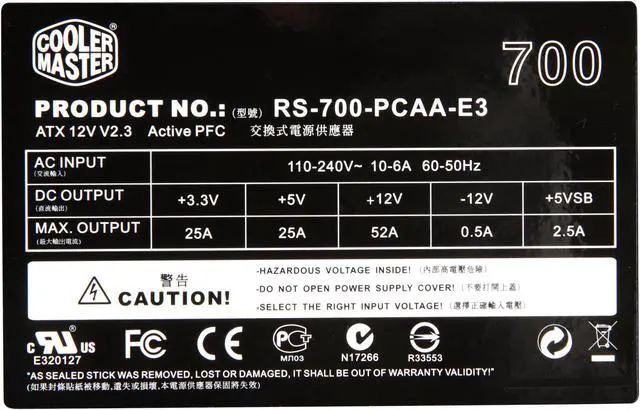 COOLER MASTER®
700
PRODUCT NO.: (型號) RS-700-PCAA-E3
ATX 12V V2.3 Active PFC 交換式電源供應器
AC INPUT (交流輸入) 110-240V~ 10-6A 60-50Hz
DC OUTPUT (直流輸出) +3.3V +5V +12V -12V +5VSB
MAX. OUTPUT (最大輸出電流) 25A 25A 52A 0.5A 2.5A
警告
CAUTION!
-HAZARDOUS VOLTAGE INSIDE! (內部高電壓危險)
-DO NOT OPEN POWER SUPPLY COVER! (不要打開上蓋)
-SELECT THE RIGHT INPUT VOLTAGE! (選擇正確輸入電壓)
c RU® US
E320127
FC
CE
PC
МЛ03
N17266
R33553
"AS SEALED STICK WAS REMOVED, LOST OR DAMAGED, IT SHALL BE OUT OF WARRANTY VALIDITY!"
(如果封條貼紙被移動,遺失或損壞,本電源供應器保固將失效)